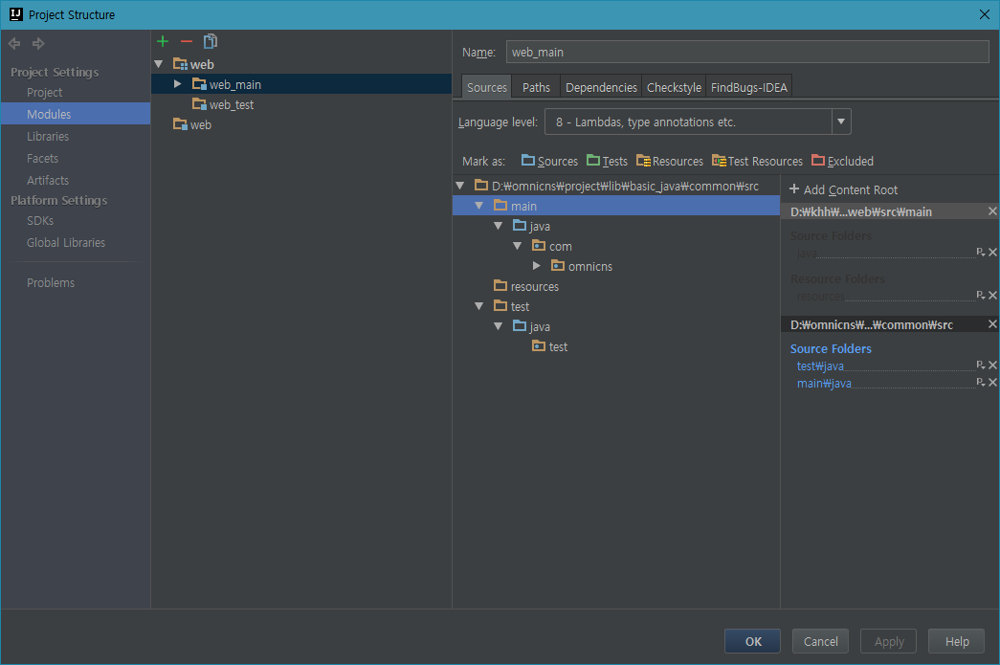 Project Structure
Project Settings
Project
Modules
Libraries
Facets
Artifacts
Platform Settings
SDKs
Global Libraries
Problems
web
web_main
web_test
web
Name: web_main
Sources Paths Dependencies Checkstyle FindBugs-IDEA
Language level: 8 - Lambdas, type annotations etc.
Mark as: Sources Tests Resources Test Resources Excluded
D:₩omnicns₩project₩lib₩basic_java₩common₩src
main
java
com
omnicns
resources
test
java
test
+ Add Content Root
D:₩khh₩...web₩src₩main
Source Folders
java
Resource Folders
resources
D:₩omnicns₩...₩common₩src
Source Folders
test₩java
main₩java
OK Cancel Apply Help